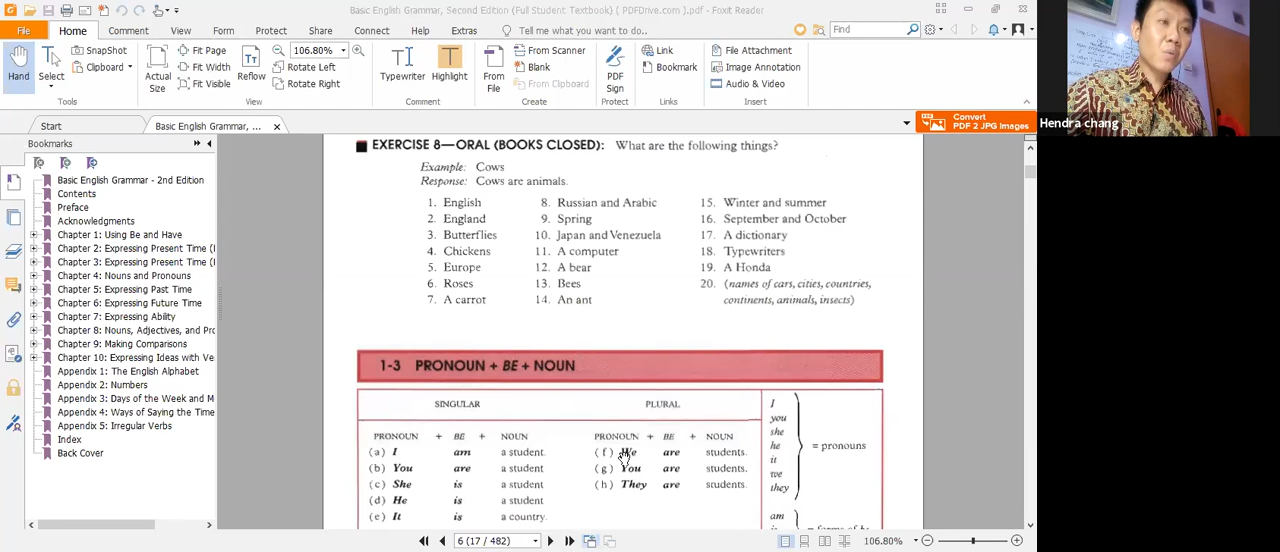 Basic English Grammar, Second Edition (Full Student Textbook) ( PDFDrive.com ).pdf - Foxit Reader
File Home Comment View Form Protect Share Connect Help Extras Tell me what you want to do.. Find
Hand Select SnapShot Clipboard Actual Size Fit Page Fit Width Fit Visible Reflow 106.80% Rotate Left Rotate Right Typewriter Highlight From File From Scanner Blank From Clipboard PDF Sign Link Bookmark File Attachment Image Annotation Audio & Video
Tools View Comment Create Protect Links Insert
Start Basic English Grammar, ... Convert PDF 2 JPG Images
Hendra chang
Bookmarks
Basic English Grammar - 2nd Edition
Contents
Preface
Acknowledgments
Chapter 1: Using Be and Have
Chapter 2: Expressing Present Time (
Chapter 3: Expressing Present Time (
Chapter 4: Nouns and Pronouns
Chapter 5: Expressing Past Time
Chapter 6: Expressing Future Time
Chapter 7: Expressing Ability
Chapter 8: Nouns, Adjectives, and Pro
Chapter 9: Making Comparisons
Chapter 10: Expressing Ideas with Ve
Appendix 1: The English Alphabet
Appendix 2: Numbers
Appendix 3: Days of the Week and M
Appendix 4: Ways of Saying the Time
Appendix 5: Irregular Verbs
Index
Back Cover
EXERCISE 8—ORAL (BOOKS CLOSED): What are the following things?
Example: Cows
Response: Cows are animals.
1. English
2. England
3. Butterflies
4. Chickens
5. Europe
6. Roses
7. A carrot
8. Russian and Arabic
9. Spring
10. Japan and Venezuela
11. A computer
12. A bear
13. Bees
14. An ant
15. Winter and summer
16. September and October
17. A dictionary
18. Typewriters
19. A Honda
20. (names of cars, cities, countries,
continents, animals, insects)
1-3 PRONOUN + BE + NOUN
SINGULAR
PRONOUN + BE + NOUN
(a) I am a student.
(b) You are a student.
(c) She is a student
(d) He is a student
(e) It is a country.
PLURAL
PRONOUN + BE + NOUN
(f) We are students.
(g) You are students.
(h) They are students.
I
you
she
he
it
we
they
= pronouns
am
= forms of be
6 (17 / 482) 106.80%